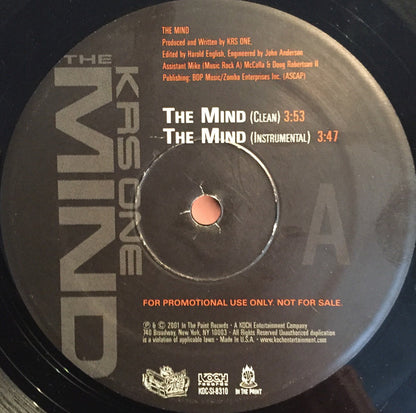 THE MIND
KRS ONE
THE MIND
Produced and Written by KRS ONE,
Edited by Harold English, Engineered by John Anderson
Assistant Mike (Music Rock A) McCalla & Doug Robertson II
Publishing: BDP Music/Zomba Enterprises Inc. (ASCAP)
THE MIND (CLEAN) 3:53
THE MIND (INSTRUMENTAL) 3:47
A
FOR PROMOTIONAL USE ONLY. NOT FOR SALE.
℗ & © 2001 In The Paint Records - A KOCH Entertainment Company
740 Broadway, New York, NY 10003 - All Rights Reserved Unauthorized duplication
is a violation of applicable laws - Made In U.S.A. - www.kochentertainment.com
KOCH
RECORDS
KOC-SI-8310
IN THE PAINT